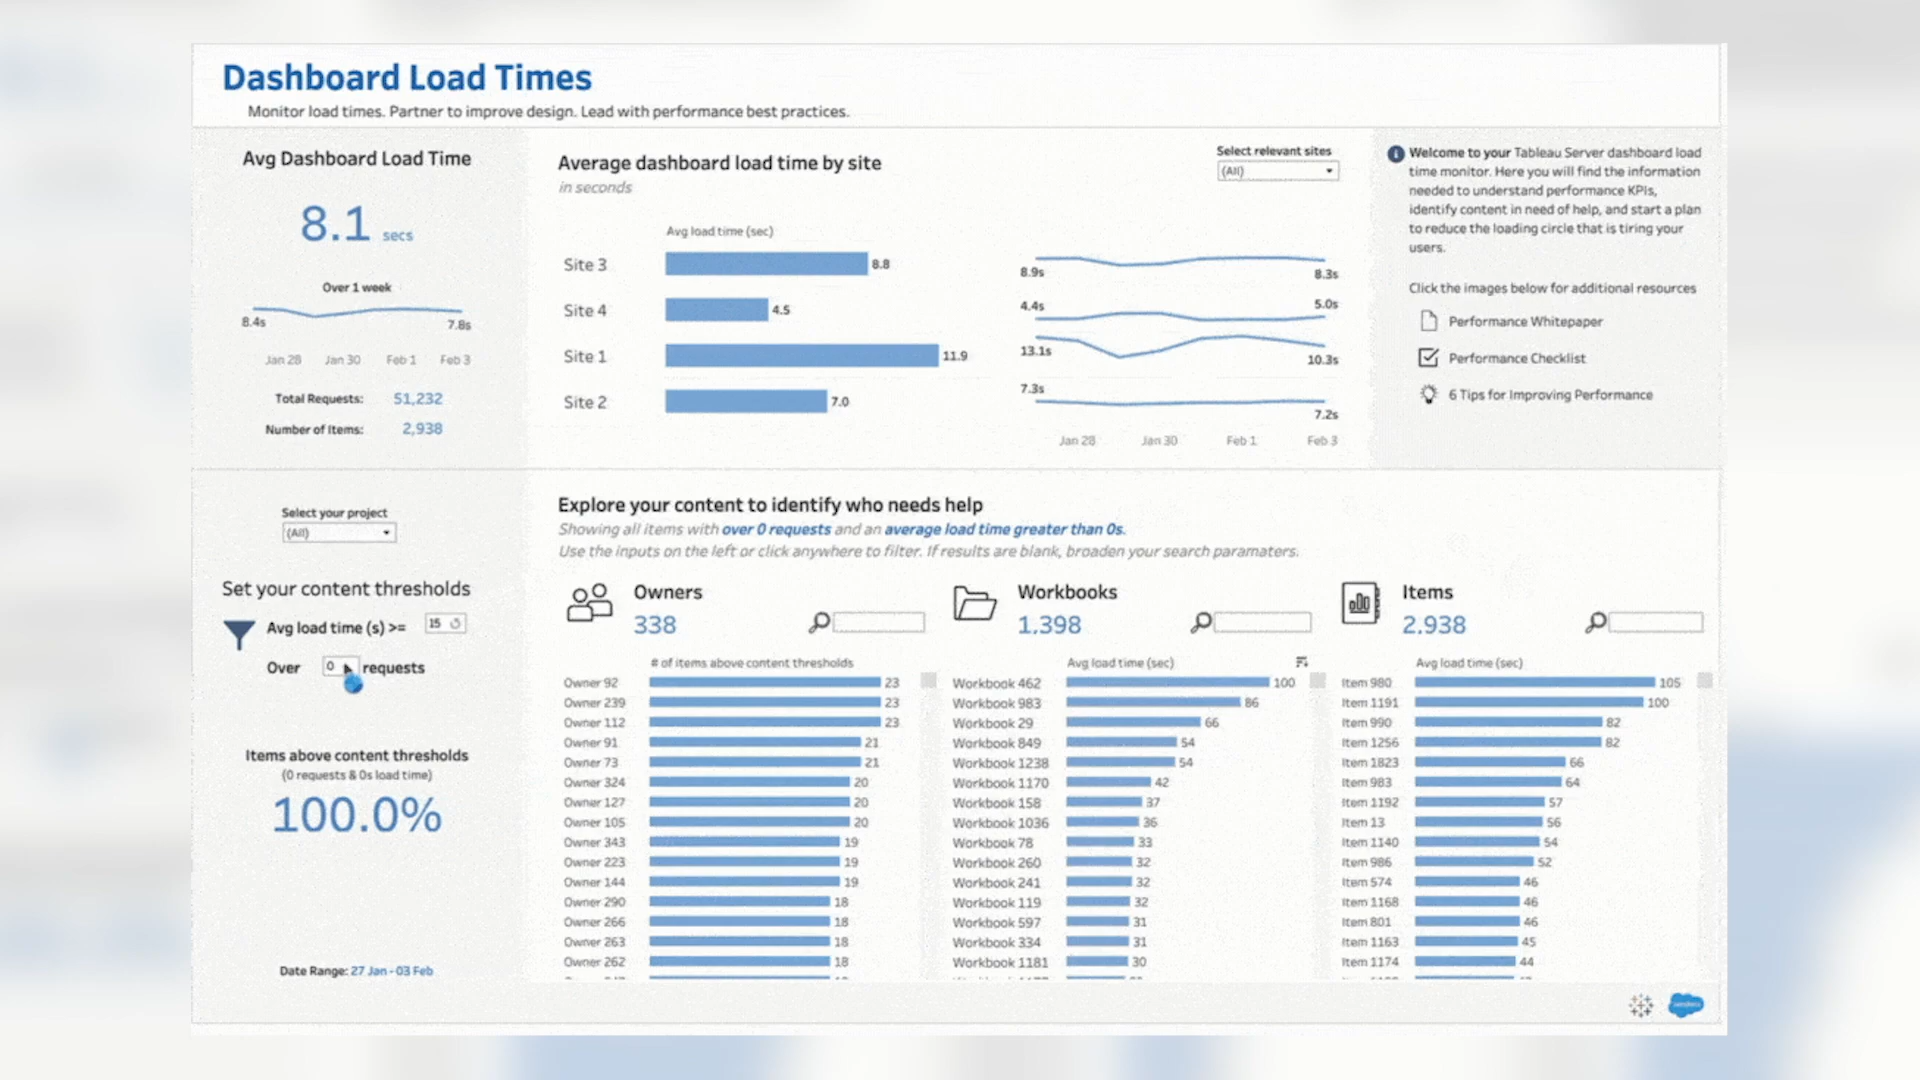 Dashboard Load Times
Monitor load times. Partner to improve design. Lead with performance best practices.
Avg Dashboard Load Time
8.1 secs
Over 1 week
8.4s
7.8s
Jan 28 Jan 30 Feb 1 Feb 3
Total Requests: 51,232
Number of Items: 2,938
Average dashboard load time by site
in seconds
Select relevant sites
(All)
Avg load time (sec)
Site 3 8.8 8.9s 8.3s
Site 4 4.5 4.4s 5.0s
Site 1 11.9 13.1s 10.3s
Site 2 7.0 7.3s 7.2s
Jan 28 Jan 30 Feb 1 Feb 3
Welcome to your Tableau Server dashboard load
time monitor. Here you will find the information
needed to understand performance KPIs,
identify content in need of help, and start a plan
to reduce the loading circle that is tiring your
users.
Click the images below for additional resources
Performance Whitepaper
Performance Checklist
6 Tips for Improving Performance
Select your project
(All)
Set your content thresholds
Avg load time (s) >= 15
Over 0 requests
Items above content thresholds
(0 requests & 0s load time)
100.0%
Date Range: 27 Jan - 03 Feb
Explore your content to identify who needs help
Showing all items with over 0 requests and an average load time greater than 0s.
Use the inputs on the left or click anywhere to filter. If results are blank, broaden your search paramaters.
Owners
338
# of items above content thresholds
Owner 92 23
Owner 239 23
Owner 112 23
Owner 91 21
Owner 73 21
Owner 324 20
Owner 127 20
Owner 105 20
Owner 343 19
Owner 223 19
Owner 144 19
Owner 290 18
Owner 266 18
Owner 263 18
Owner 262 18
Workbooks
1,398
Avg load time (sec)
Workbook 462 100
Workbook 983 86
Workbook 29 66
Workbook 849 54
Workbook 1238 54
Workbook 1170 42
Workbook 158 37
Workbook 1036 36
Workbook 78 33
Workbook 260 32
Workbook 241 32
Workbook 119 32
Workbook 597 31
Workbook 334 31
Workbook 1181 30
Items
2,938
Avg load time (sec)
Item 980 105
Item 1191 100
Item 990 82
Item 1256 82
Item 1823 66
Item 983 64
Item 1192 57
Item 13 56
Item 1140 54
Item 986 52
Item 574 46
Item 1168 46
Item 801 46
Item 1163 45
Item 1174 44